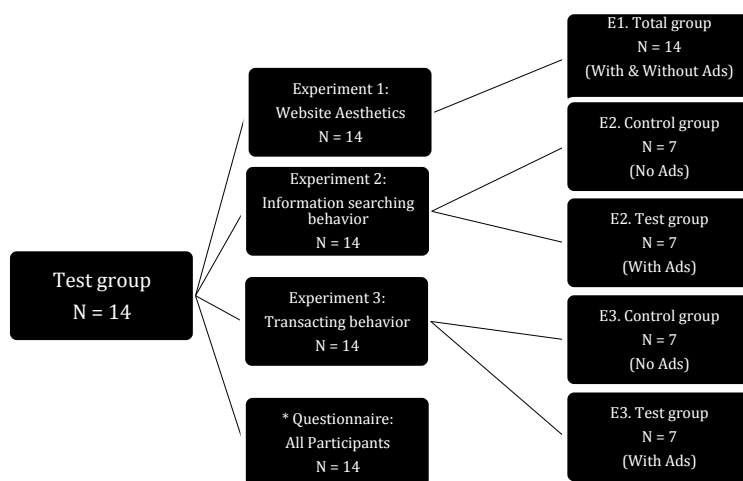 Test group
N = 14
Experiment 1:
Website Aesthetics
N = 14
Experiment 2:
Information searching
behavior
N = 14
Experiment 3:
Transacting behavior
N = 14
* Questionnaire:
All Participants
N = 14
E1. Total group
N = 14
(With & Without Ads)
E2. Control group
N = 7
(No Ads)
E2. Test group
N = 7
(With Ads)
E3. Control group
N = 7
(No Ads)
E3. Test group
N = 7
(With Ads)